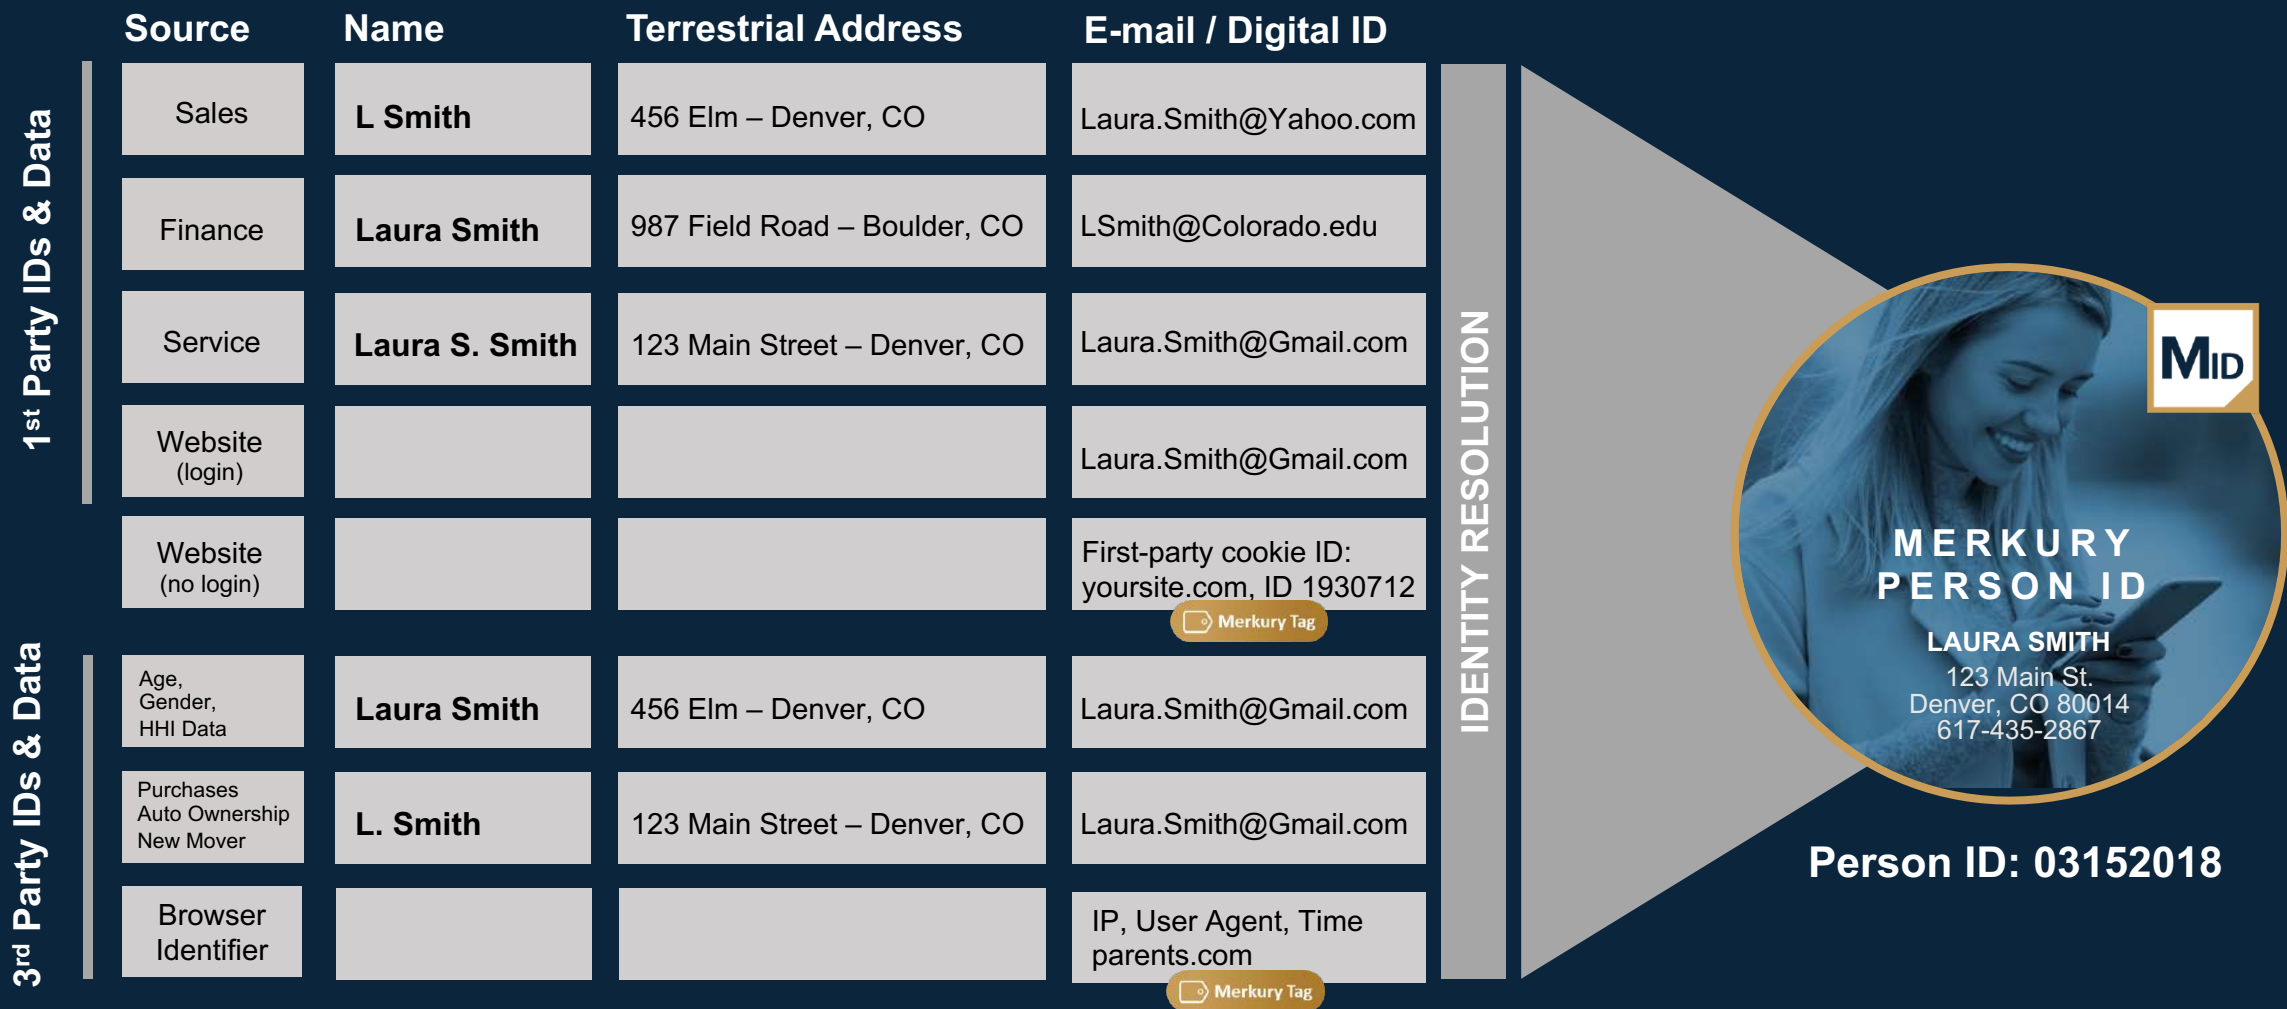 Source
Name
Terrestrial Address
E-mail / Digital ID
1st Party IDs & Data
Sales
L Smith
456 Elm – Denver, CO
Laura.Smith@Yahoo.com
Finance
Laura Smith
987 Field Road – Boulder, CO
LSmith@Colorado.edu
Service
Laura S. Smith
123 Main Street – Denver, CO
Laura.Smith@Gmail.com
Website
(login)
Laura.Smith@Gmail.com
Website
(no login)
First-party cookie ID:
yoursite.com, ID 1930712
Merkury Tag
3rd Party IDs & Data
Age,
Gender,
HHI Data
Laura Smith
456 Elm – Denver, CO
Laura.Smith@Gmail.com
Purchases
Auto Ownership
New Mover
L. Smith
123 Main Street – Denver, CO
Laura.Smith@Gmail.com
Browser
Identifier
IP, User Agent, Time
parents.com
Merkury Tag
IDENTITY RESOLUTION
MID
MERKURY
PERSON ID
LAURA SMITH
123 Main St.
Denver, CO 80014
617-435-2867
Person ID: 03152018